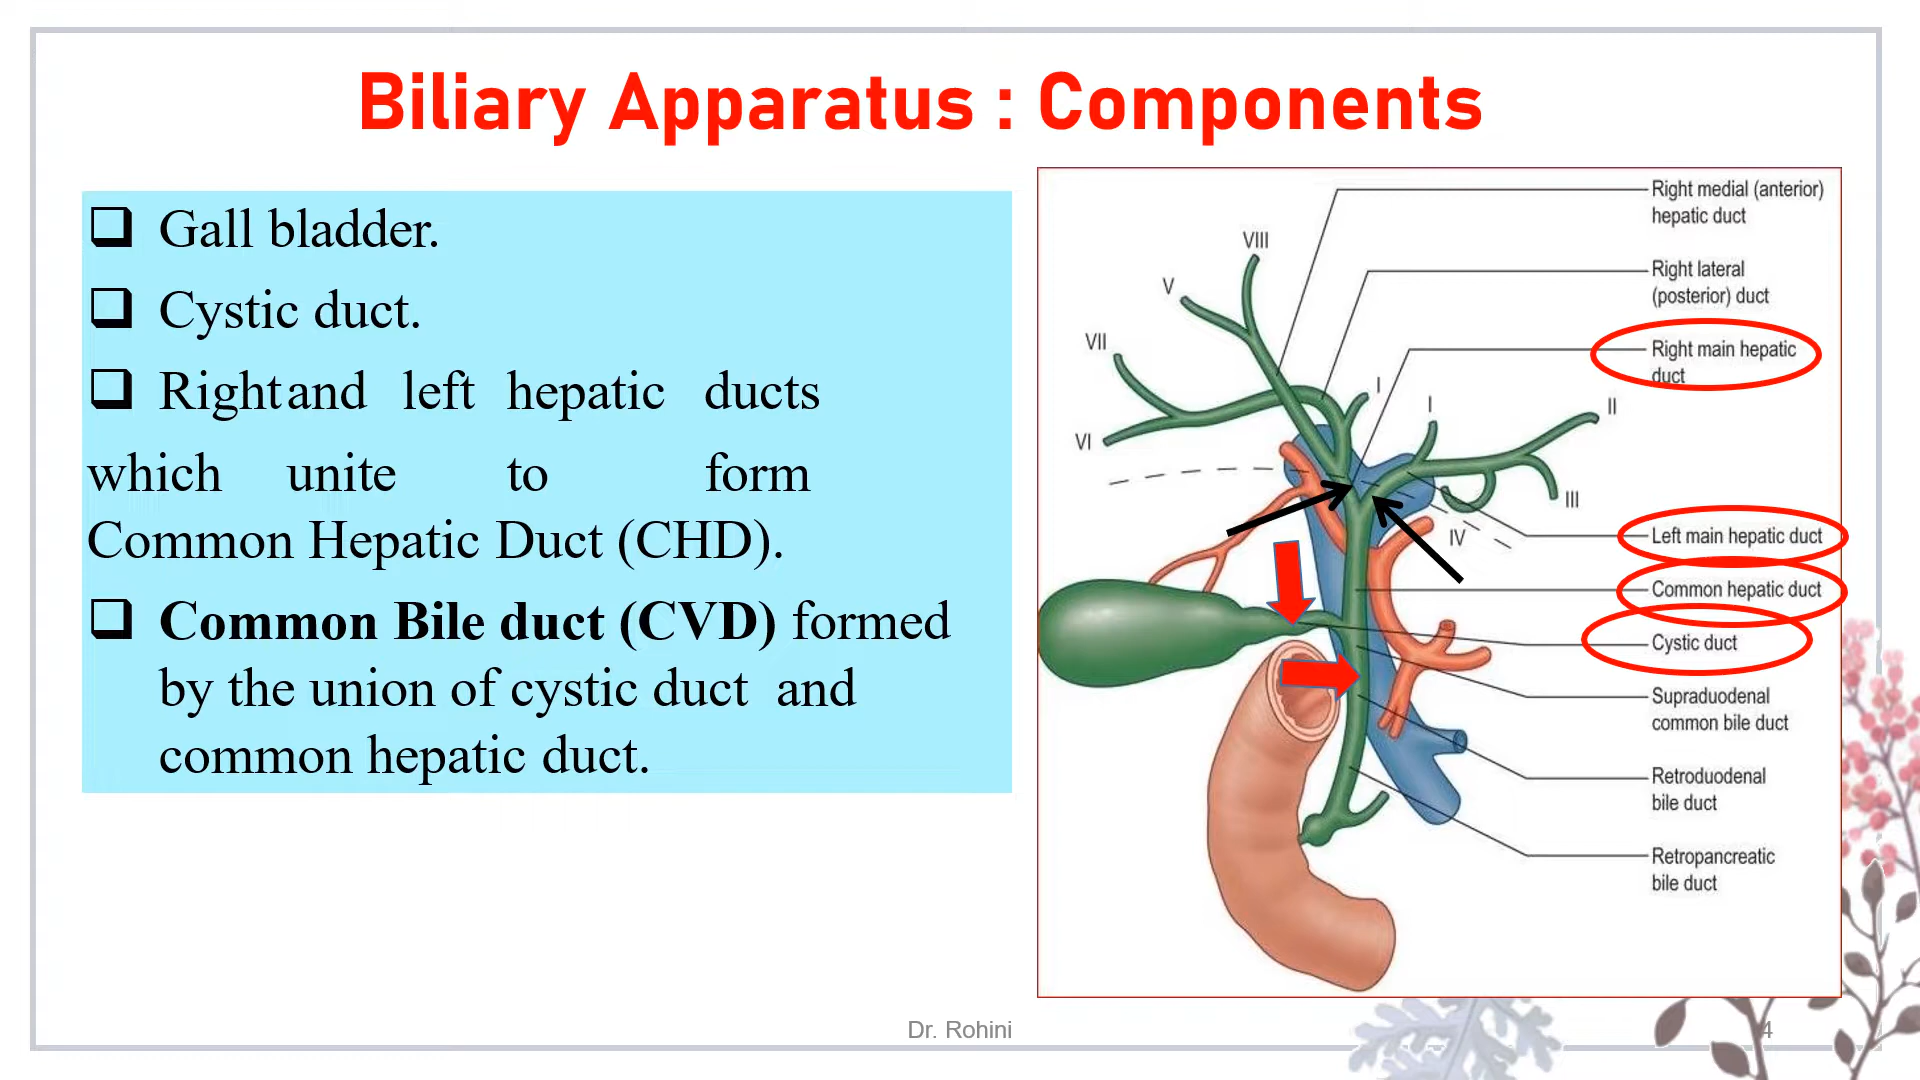 Biliary Apparatus : Components
Gall bladder.
Cystic duct.
Right and left hepatic ducts
which unite to form
Common Hepatic Duct (CHD).
Common Bile duct (CVD) formed
by the union of cystic duct and
common hepatic duct.
Right medial (anterior)
hepatic duct
Right lateral
(posterior) duct
Right main hepatic
duct
Left main hepatic duct
Common hepatic duct
Cystic duct
Supraduodenal
common bile duct
Retroduodenal
bile duct
Retropancreatic
bile duct
VIII
V
VII
VI
I
I
II
III
IV
Dr. Rohini
4